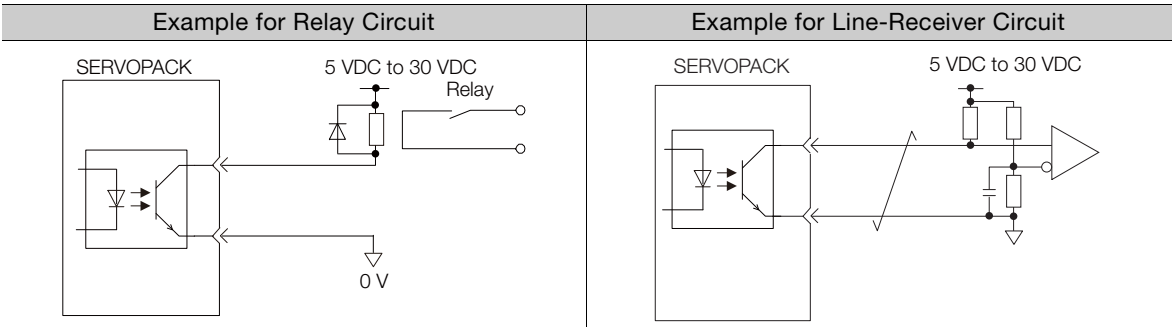 Example for Relay Circuit
Example for Line-Receiver Circuit
SERVOPACK
5 VDC to 30 VDC
Relay
0 V
SERVOPACK
5 VDC to 30 VDC